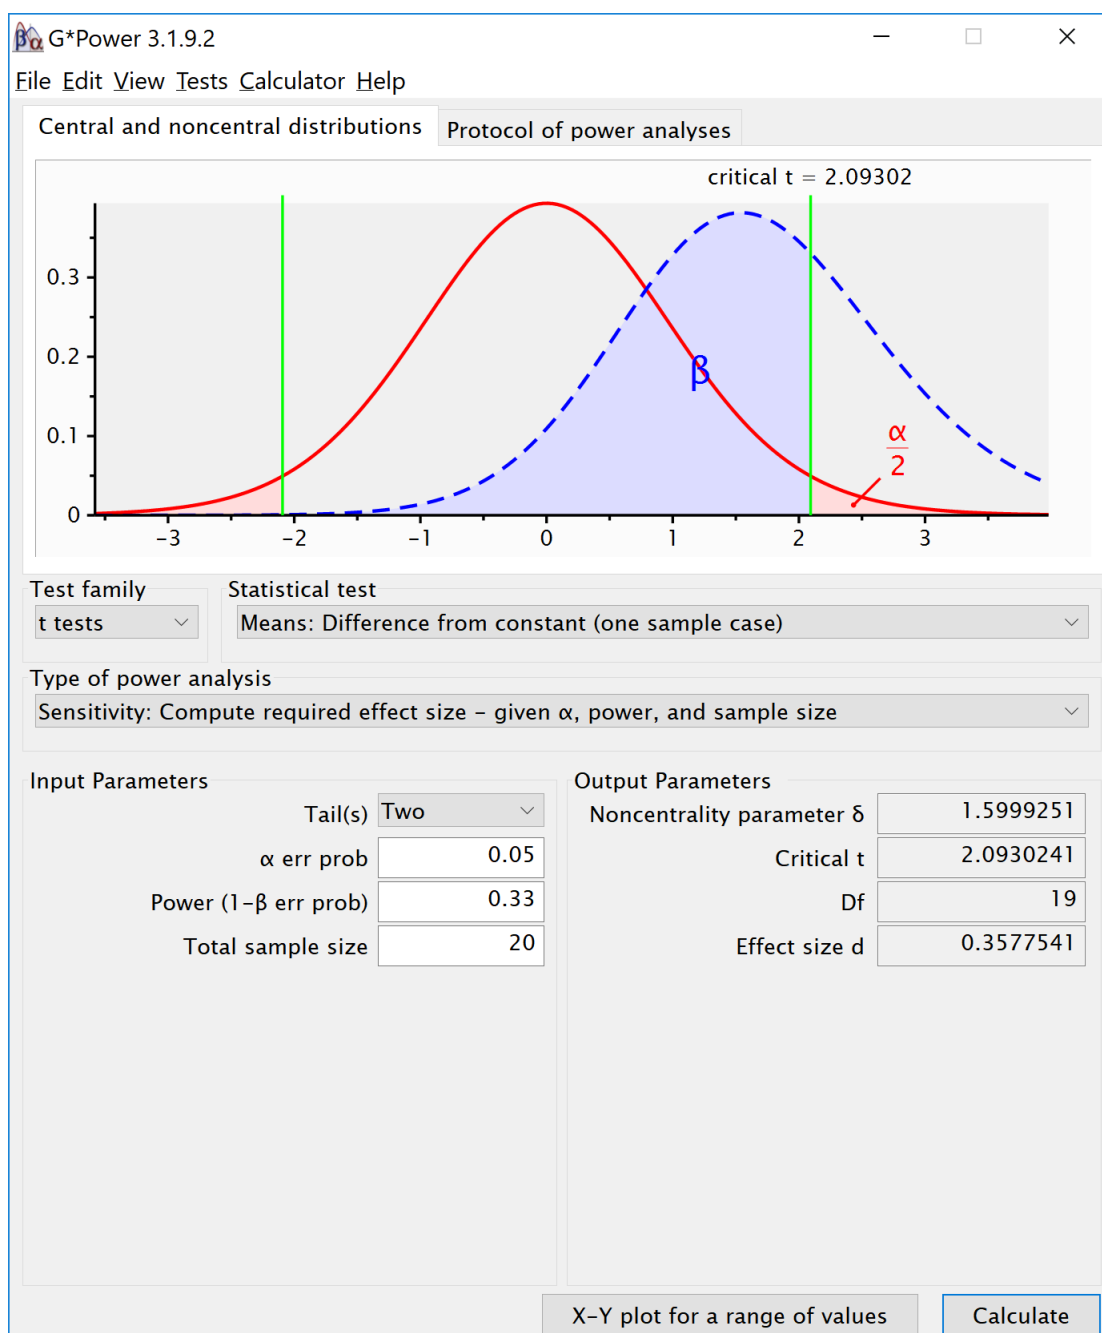 G*Power 3.1.9.2
File Edit View Tests Calculator Help
Central and noncentral distributions
Protocol of power analyses
critical t = 2.09302
0.3
0.2
0.1
0
β
α
2
−3 −2 −1 0 1 2 3
Test family
Statistical test
t tests
Means: Difference from constant (one sample case)
Type of power analysis
Sensitivity: Compute required effect size – given α, power, and sample size
Input Parameters
Tail(s) Two
α err prob 0.05
Power (1−β err prob) 0.33
Total sample size 20
Output Parameters
Noncentrality parameter δ 1.5999251
Critical t 2.0930241
Df 19
Effect size d 0.3577541
X−Y plot for a range of values
Calculate